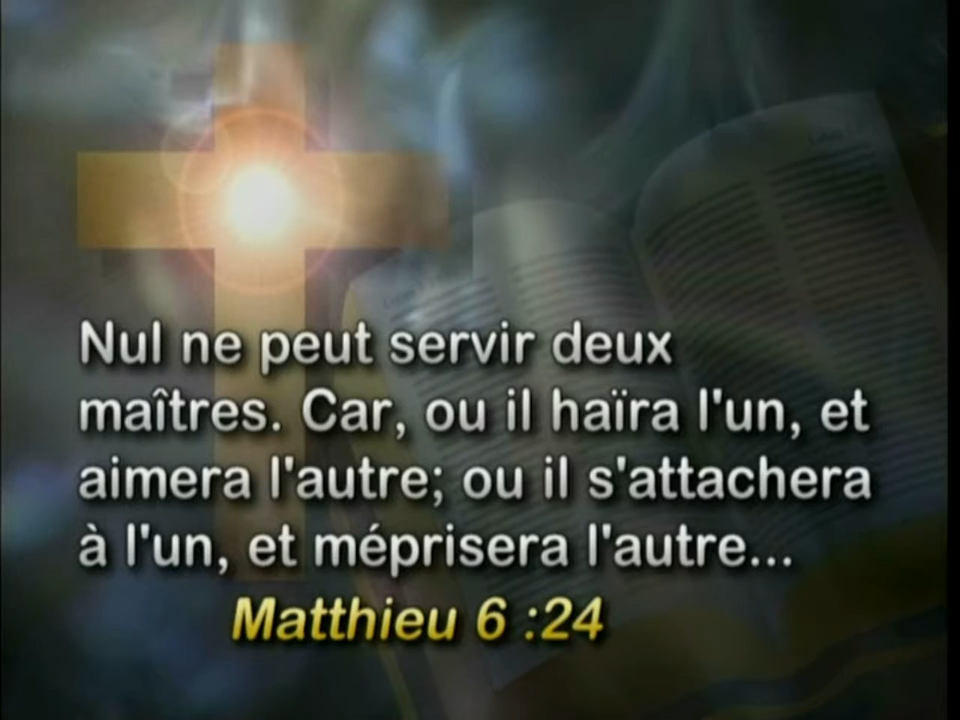 Nul ne peut servir deux
maîtres. Car, ou il haïra l'un, et
aimera l'autre; ou il s'attachera
à l'un, et méprisera l'autre...
Matthieu 6 :24